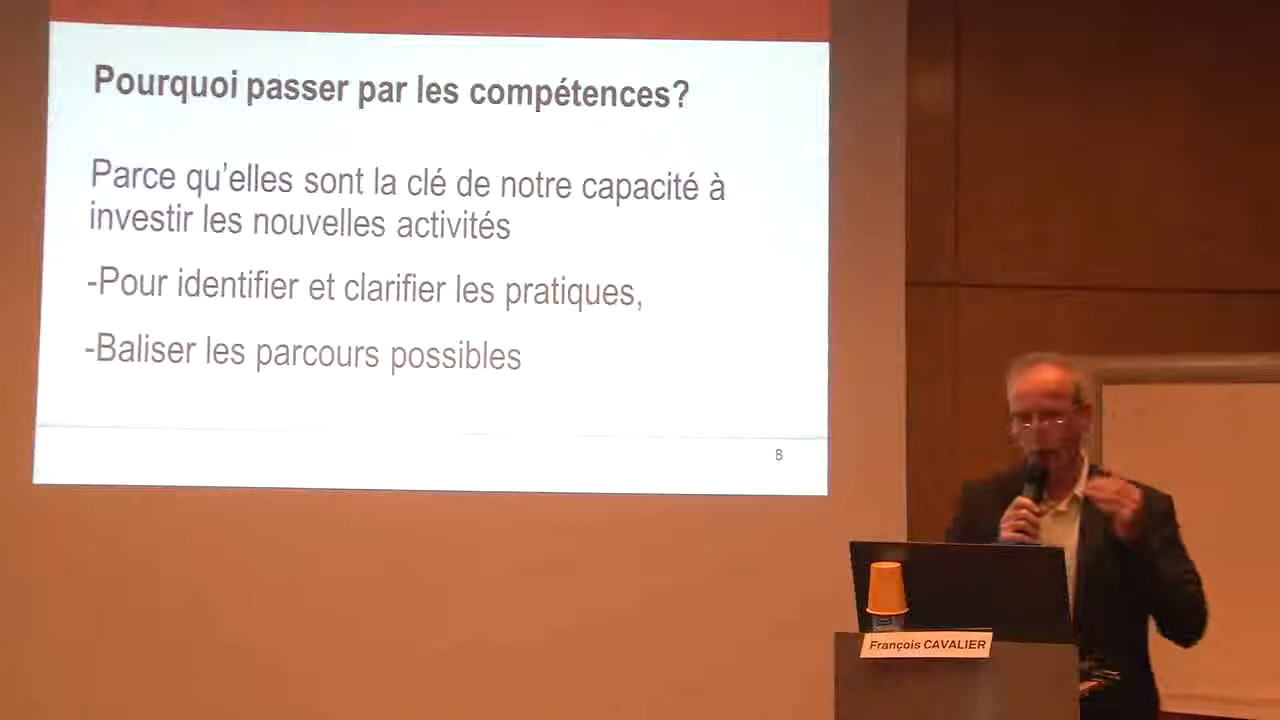 Pourquoi passer par les compétences?
Parce qu'elles sont la clé de notre capacité à
investir les nouvelles activités
-Pour identifier et clarifier les pratiques,
-Baliser les parcours possibles
8
François CAVALIER